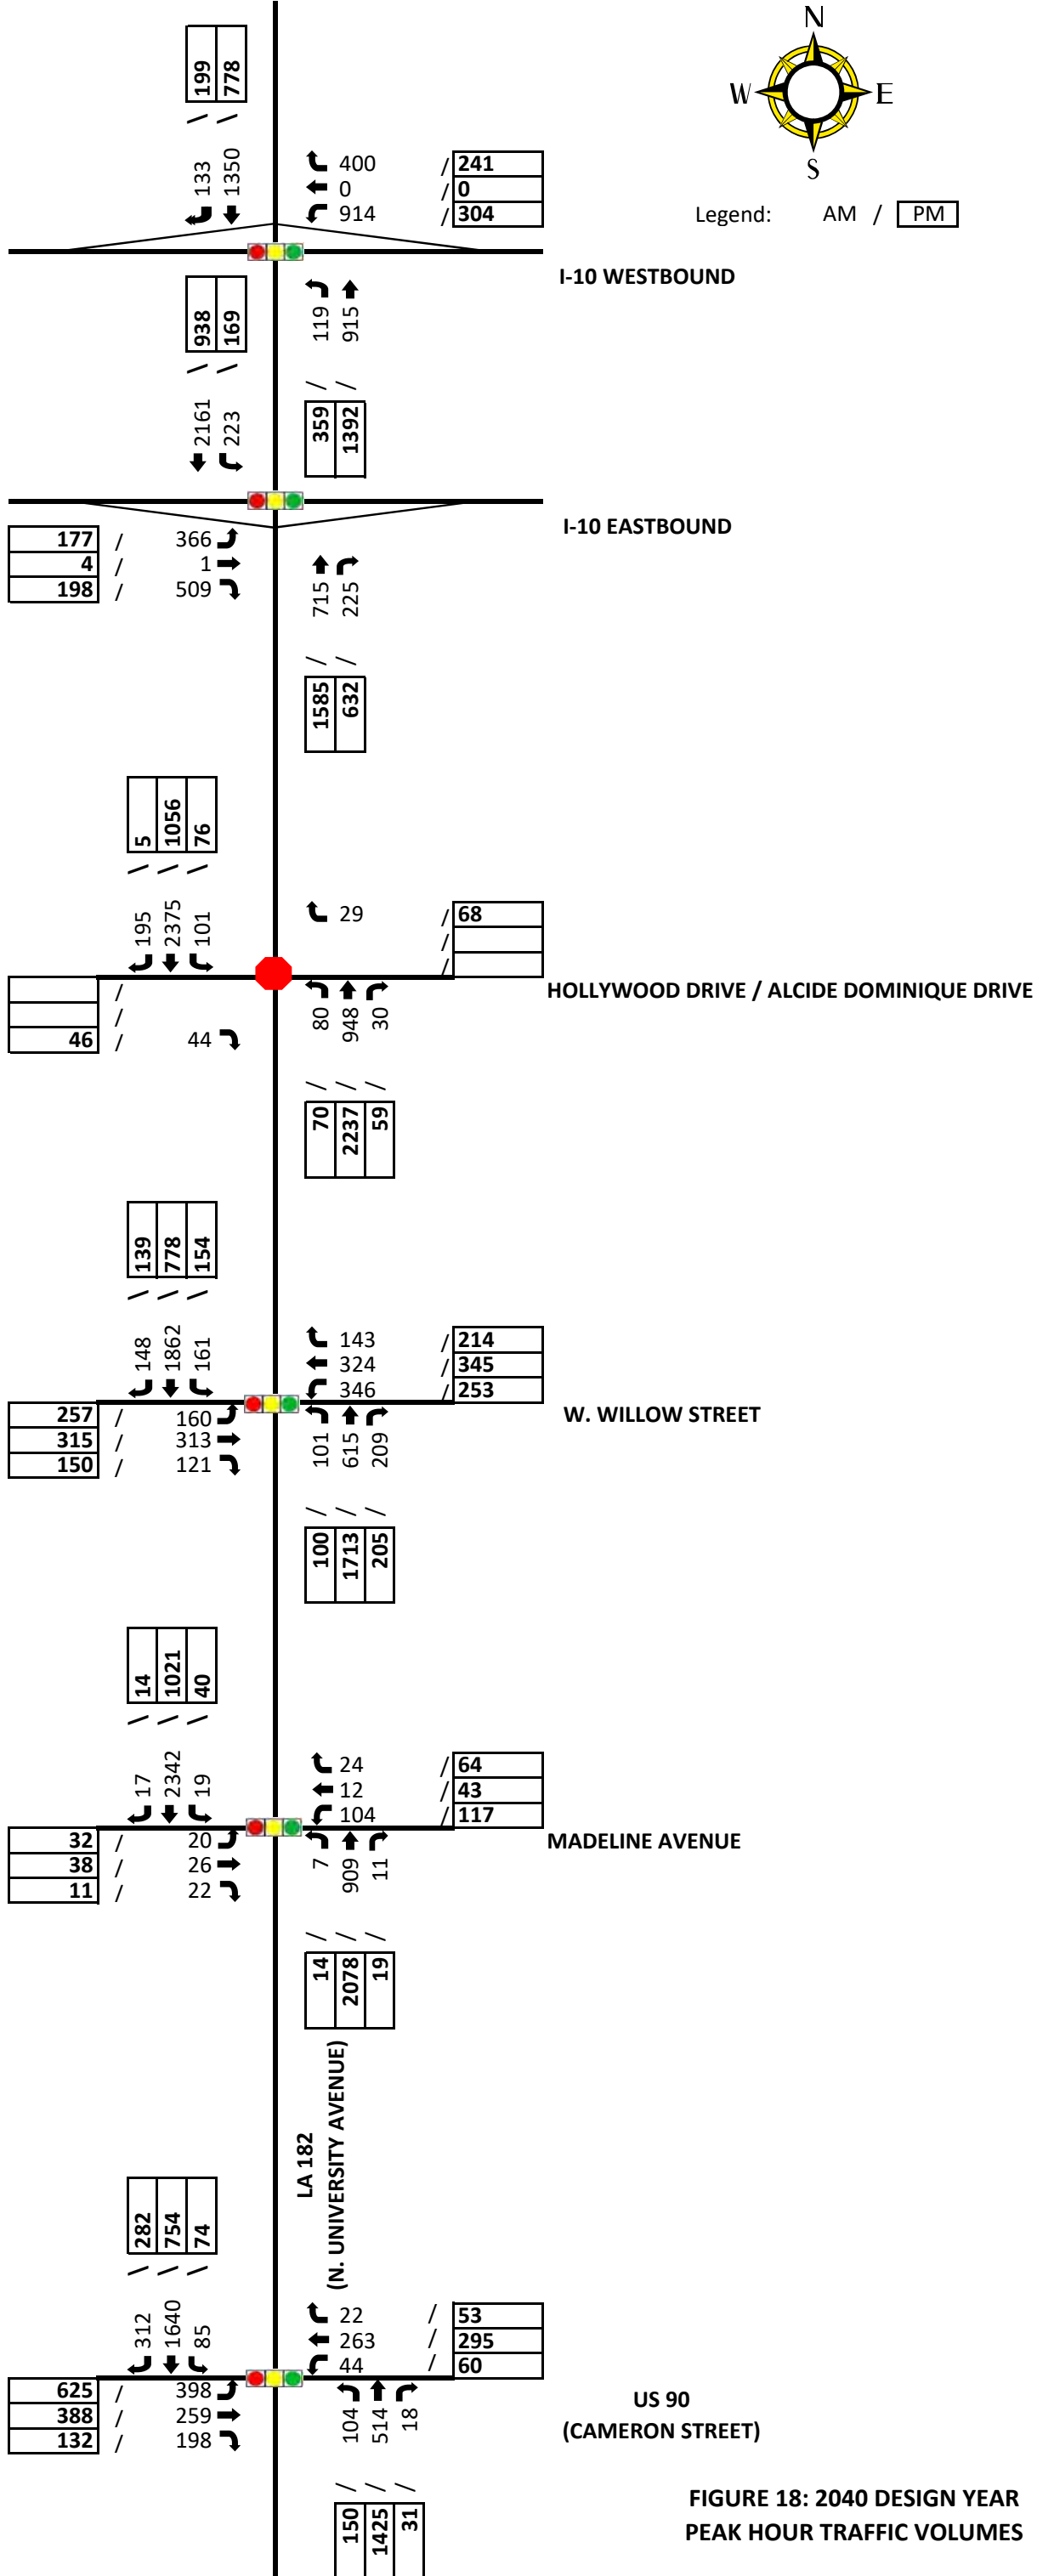 N
W E
S
Legend: AM / PM
199 778
/ /
133 1350
400 / 241
0 / 0
914 / 304
I-10 WESTBOUND
938 169
/ /
2161 223
119 915
/ /
359 1392
I-10 EASTBOUND
177 / 366
4 / 1
198 / 509
715 225
/ /
1585 632
5 1056 76
/ / /
195 2375 101
29 / 68
/
/
HOLLYWOOD DRIVE / ALCIDE DOMINIQUE DRIVE
/
/
46 / 44
80 948 30
/ / /
70 2237 59
139 778 154
/ / /
148 1862 161
143 / 214
324 / 345
346 / 253
W. WILLOW STREET
257 / 160
315 / 313
150 / 121
101 615 209
/ / /
100 1713 205
14 1021 40
/ / /
17 2342 19
24 / 64
12 / 43
104 / 117
MADELINE AVENUE
32 / 20
38 / 26
11 / 22
7 909 11
/ / /
14 2078 19
LA 182
(N. UNIVERSITY AVENUE)
282 754 74
/ / /
312 1640 85
22 / 53
263 / 295
44 / 60
US 90
(CAMERON STREET)
625 / 398
388 / 259
132 / 198
104 514 18
/ / /
150 1425 31
FIGURE 18: 2040 DESIGN YEAR
PEAK HOUR TRAFFIC VOLUMES